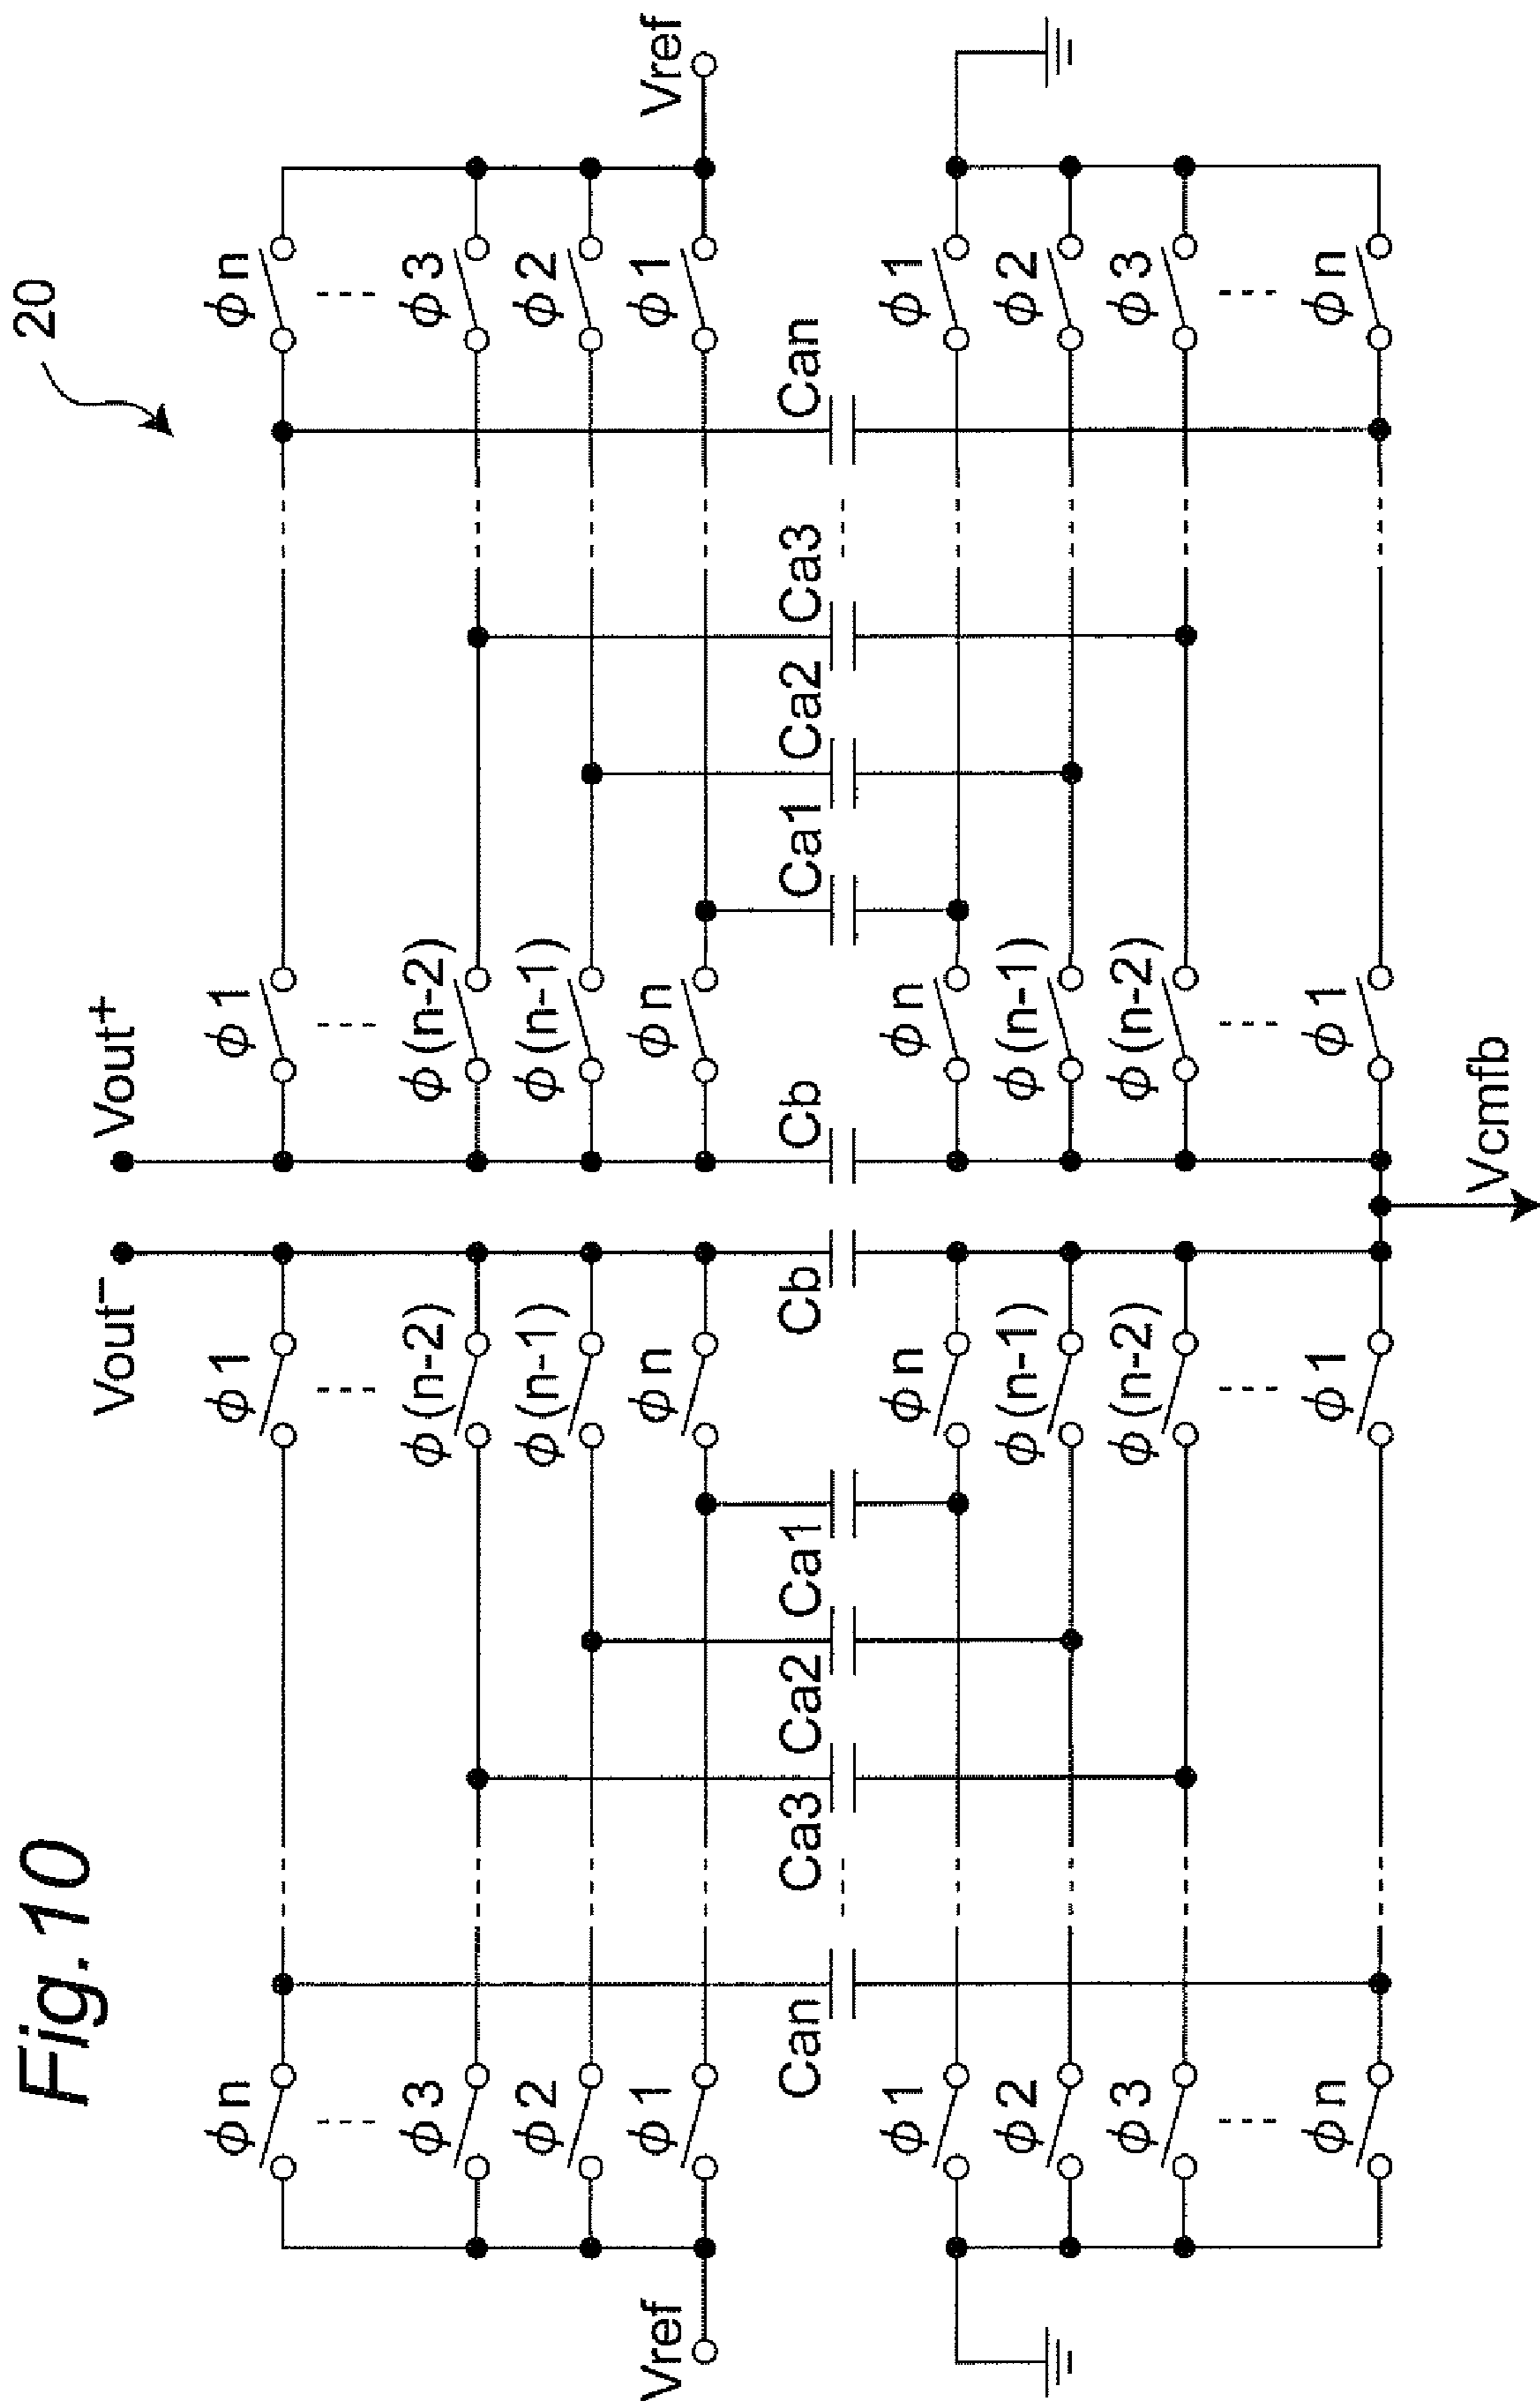 Fig.10
20
Vout⁻
Vout⁺
φn
φ1
φ1
φn
φ3
φ(n-2)
φ(n-2)
φ3
φ2
φ(n-1)
φ(n-1)
φ2
Vref
φ1
φn
φn
φ1
Vref
Can
Ca3
Ca2
Ca1
Cb
Cb
Ca1
Ca2
Ca3
Can
φ1
φn
φn
φ1
φ2
φ(n-1)
φ(n-1)
φ2
φ3
φ(n-2)
φ(n-2)
φ3
φn
φ1
φ1
φn
Vcmfb